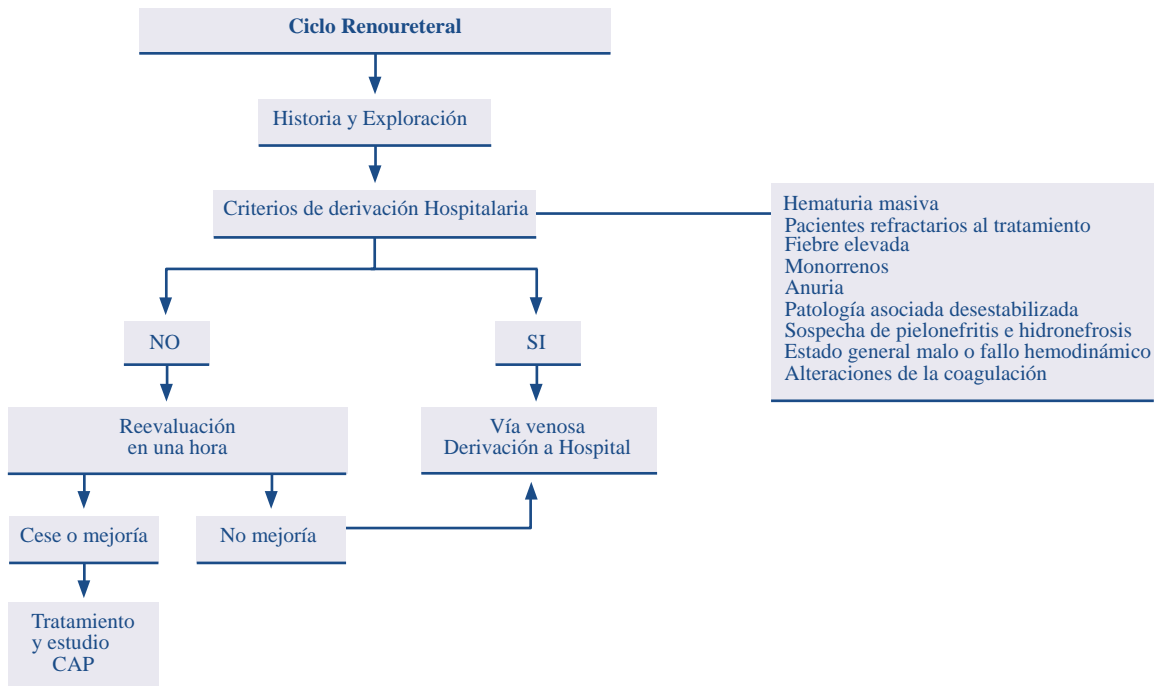 Ciclo Renoureteral
Historia y Exploración
Criterios de derivación Hospitalaria
Hematuria masiva
Pacientes refractarios al tratamiento
Fiebre elevada
Monorrenos
Anuria
Patología asociada desestabilizada
Sospecha de pielonefritis e hidronefrosis
Estado general malo o fallo hemodinámico
Alteraciones de la coagulación
NO
SI
Reevaluación
en una hora
Vía venosa
Derivación a Hospital
Cese o mejoría
No mejoría
Tratamiento
y estudio
CAP